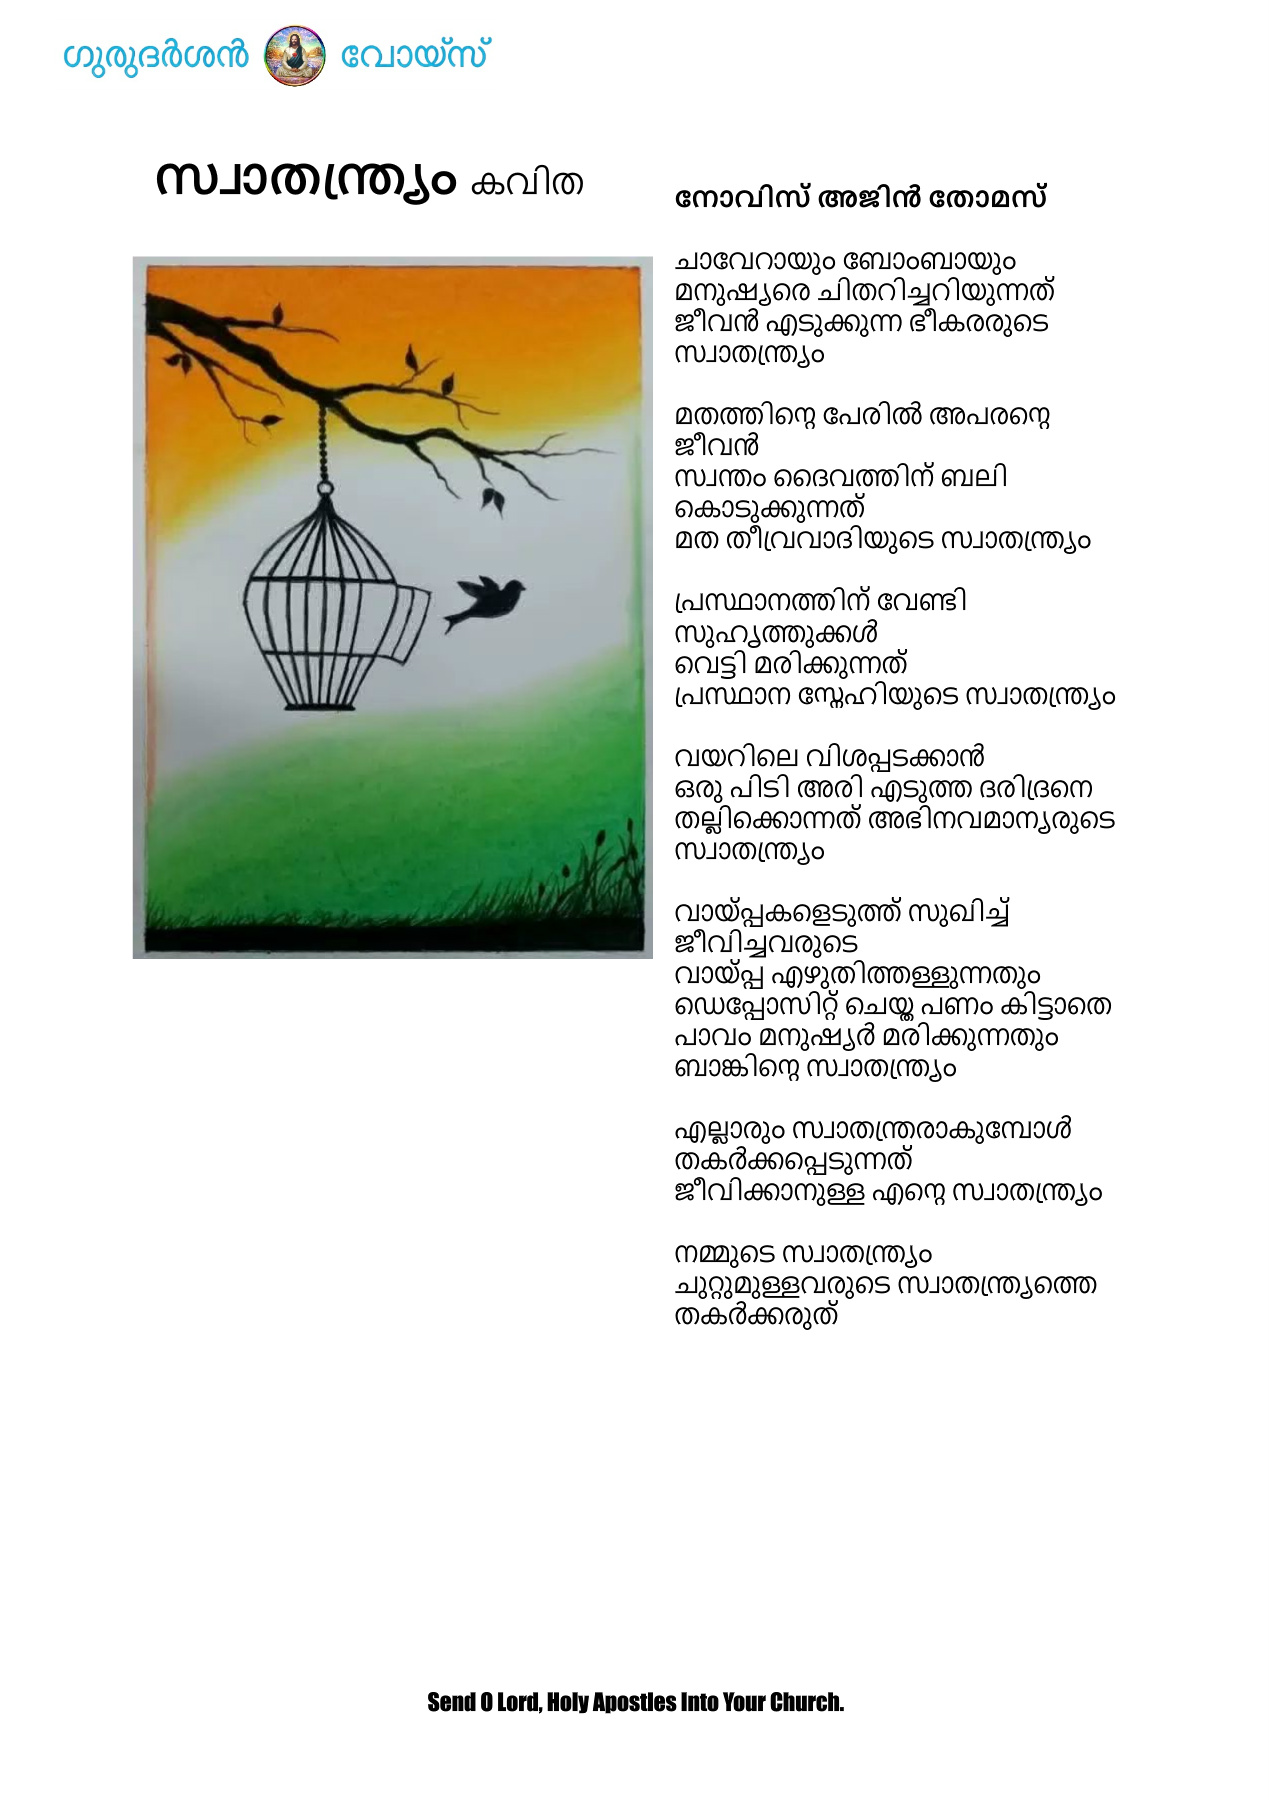 ഗുരുദർശൻ വോയ്സ്
സ്വാതന്ത്ര്യം കവിത
നോവിസ് അജിൻ തോമസ്
ചാവേറായും ബോംബായും
മനുഷ്യരെ ചിതറിച്ചറിയുന്നത്
ജീവൻ എടുക്കുന്ന ഭീകരരുടെ
സ്വാതന്ത്ര്യം
മതത്തിന്റെ പേരിൽ അപരന്റെ
ജീവൻ
സ്വന്തം ദൈവത്തിന് ബലി
കൊടുക്കുന്നത്
മത തീവ്രവാദിയുടെ സ്വാതന്ത്ര്യം
പ്രസ്ഥാനത്തിന് വേണ്ടി
സുഹൃത്തുക്കൾ
വെട്ടി മരിക്കുന്നത്
പ്രസ്ഥാന സ്നേഹിയുടെ സ്വാതന്ത്ര്യം
വയറിലെ വിശപ്പടക്കാൻ
ഒരു പിടി അരി എടുത്ത ദരിദ്രനെ
തല്ലിക്കൊന്നത് അഭിനവമാന്യരുടെ
സ്വാതന്ത്ര്യം
വായ്പ്പകളെടുത്ത് സുഖിച്ച്
ജീവിച്ചവരുടെ
വായ്പ്പ എഴുതിത്തള്ളുന്നതും
ഡെപ്പോസിറ്റ് ചെയ്ത പണം കിട്ടാതെ
പാവം മനുഷ്യർ മരിക്കുന്നതും
ബാങ്കിന്റെ സ്വാതന്ത്ര്യം
എല്ലാരും സ്വാതന്ത്രരാകുമ്പോൾ
തകർക്കപ്പെടുന്നത്
ജീവിക്കാനുള്ള എന്റെ സ്വാതന്ത്ര്യം
നമ്മുടെ സ്വാതന്ത്ര്യം
ചുറ്റുമുള്ളവരുടെ സ്വാതന്ത്ര്യത്തെ
തകർക്കരുത്
Send O Lord, Holy Apostles Into Your Church.